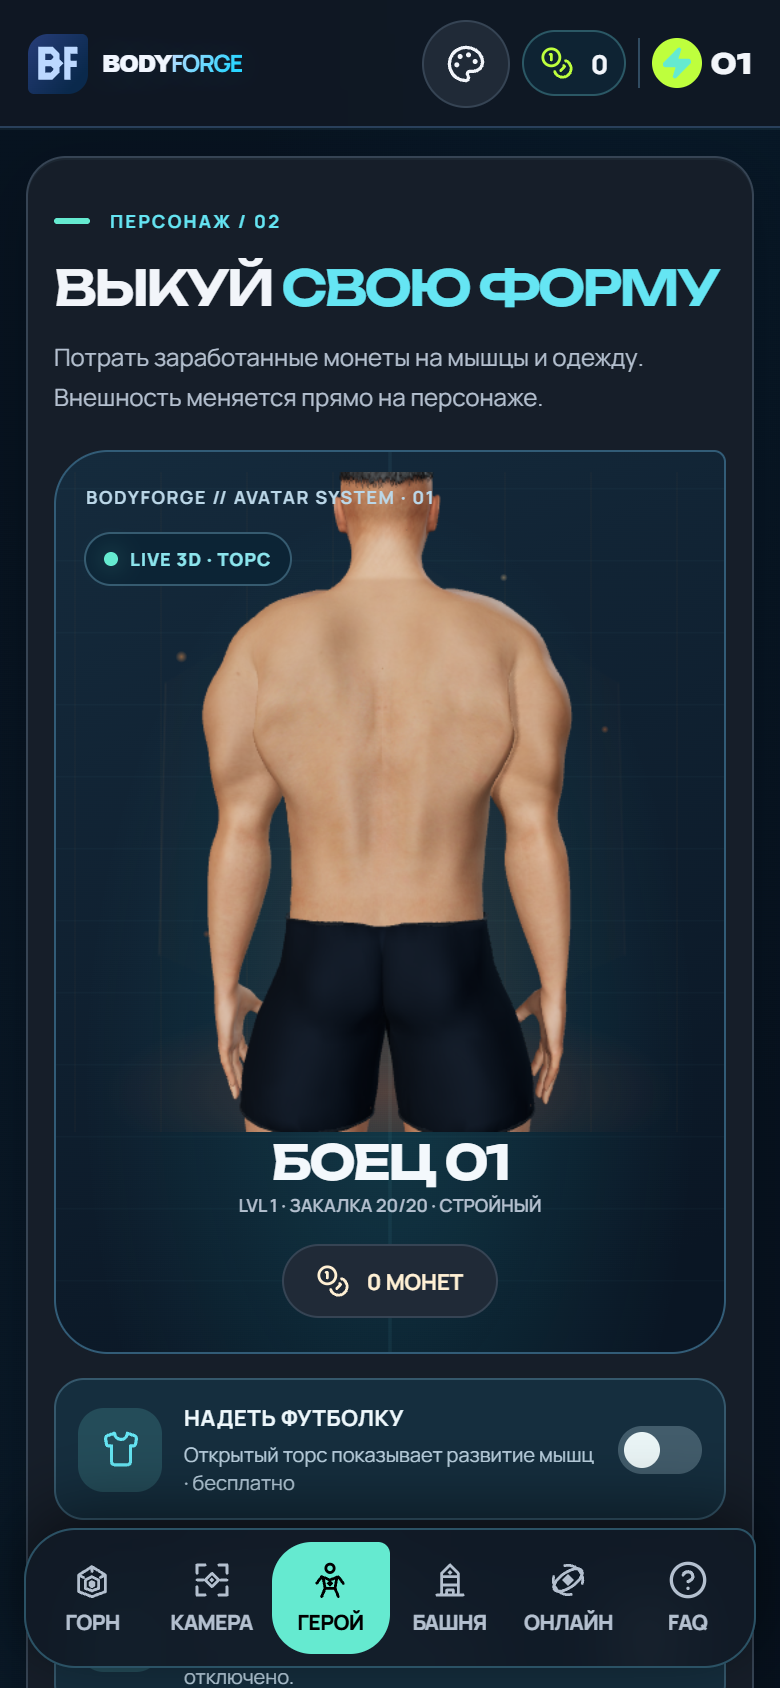 BF BODYFORGE
0
01
ПЕРСОНАЖ / 02
ВЫКУЙ СВОЮ ФОРМУ
Потрать заработанные монеты на мышцы и одежду.
Внешность меняется прямо на персонаже.
BODYFORGE // AVATAR SYSTEM · 01
LIVE 3D · ТОРС
БОЕЦ 01
LVL 1 · ЗАКАЛКА 20/20 · СТРОЙНЫЙ
0 МОНЕТ
НАДЕТЬ ФУТБОЛКУ
Открытый торс показывает развитие мышц
· бесплатно
ГОРН КАМЕРА ГЕРОЙ БАШНЯ ОНЛАЙН FAQ
отключено.